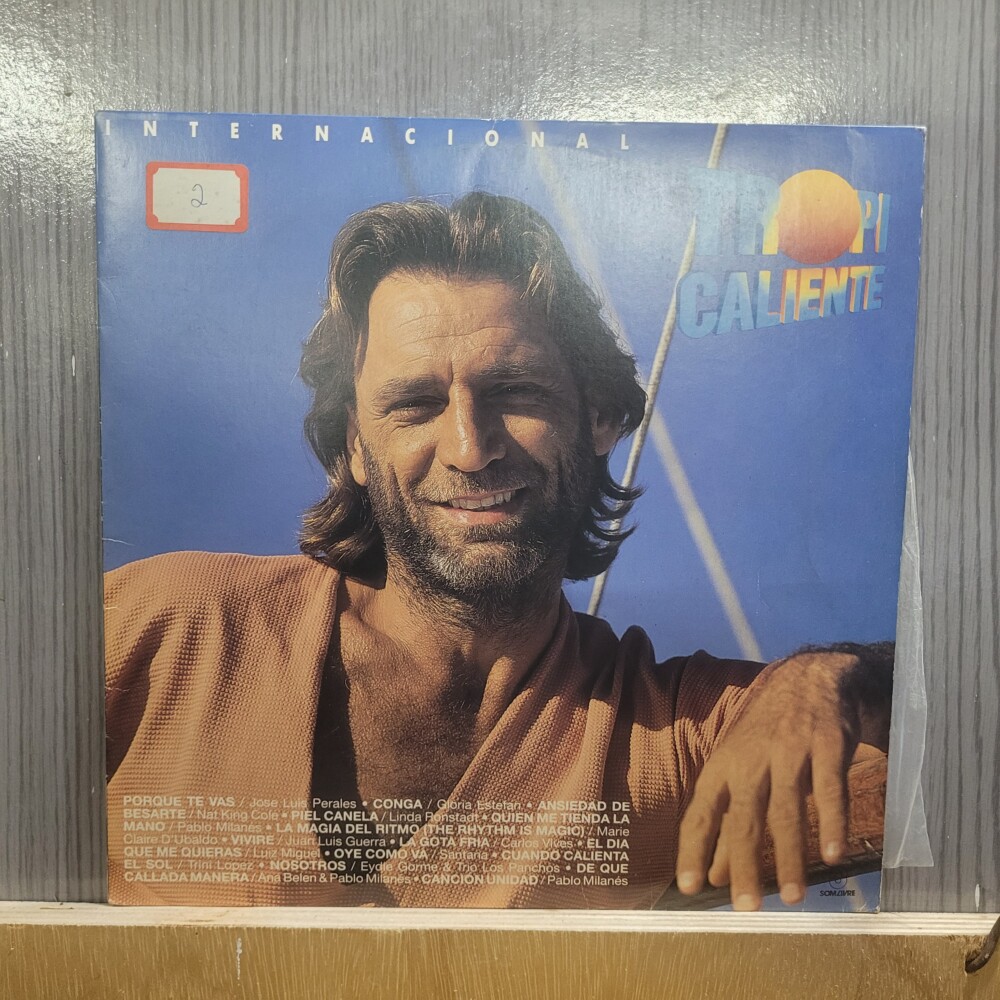 INTERNACIONAL
2
TROPI
CALIENTE
PORQUE TE VAS / Jose Luis Perales • CONGA / Gloria Estefan • ANSIEDAD DE
BESARTE / Nat King Cole • PIEL CANELA / Linda Ronstadt • QUIEN ME TIENDA LA
MANO / Pablo Milanés • LA MAGIA DEL RITMO (THE RHYTHM IS MAGIC) / Marie
Claire D'Ubaldo • VIVIRE / Juan Luis Guerra • LA GOTA FRIA / Carlos Vives • EL DIA
QUE ME QUIERAS / Luiz Miguel • OYE COMO VA / Santana • CUANDO CALIENTA
EL SOL / Trini Lopez • NOSOTROS / Eydie Gorme & Trio Los Panchos • DE QUE
CALLADA MANERA / Ana Belen & Pablo Milanés • CANCIÓN UNIDAD / Pablo Milanés
SOM LIVRE